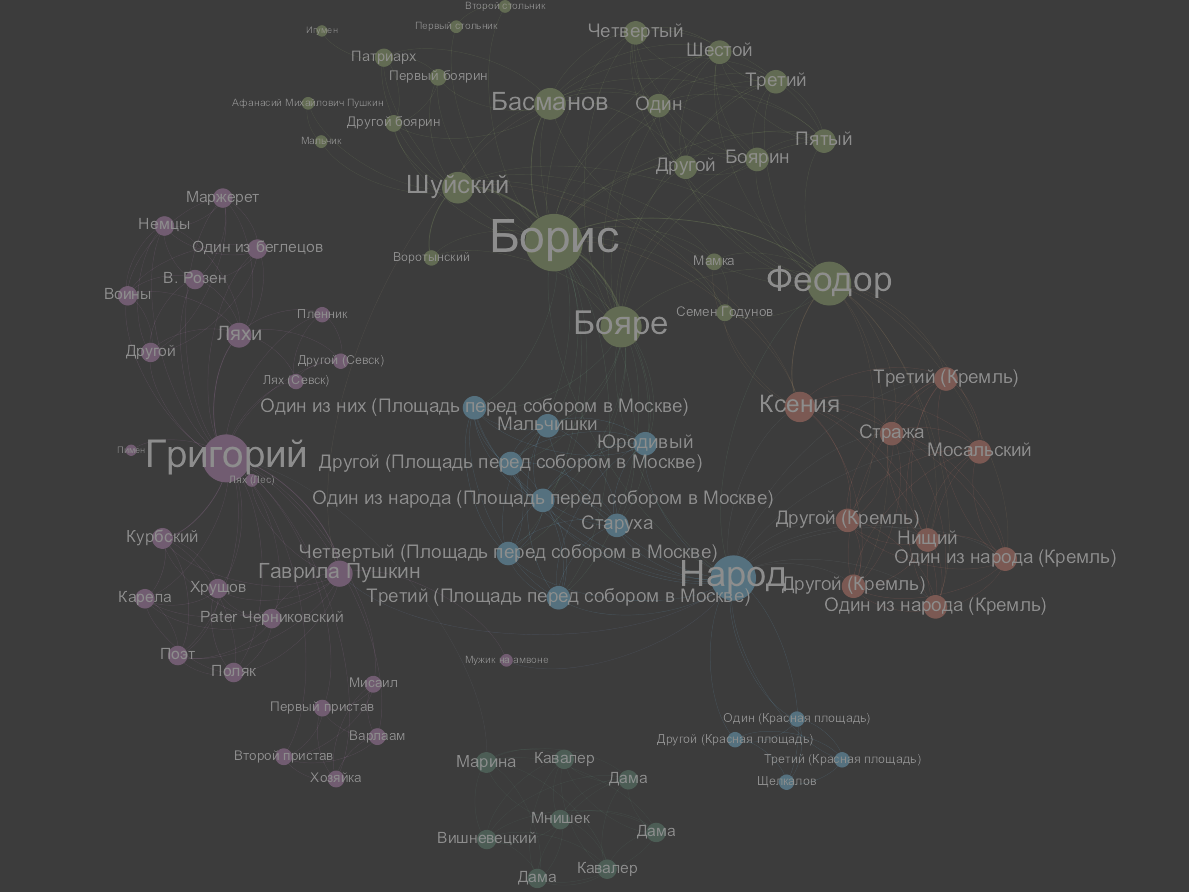 Второй стольник
Первый стольник
Игумен
Четвертый
Шестой
Патриарх
Первый боярин
Третий
Афанасий Михайлович Пушкин
Басманов
Один
Другой боярин
Мальчик
Пятый
Боярин
Другой
Шуйский
Маржерет
Немцы
Борис
Один из беглецов
Воротынский
Мамка
В. Розен
Феодор
Воины
Пленник
Семен Годунов
Бояре
Ляхи
Другой
Другой (Севск)
Лях (Севск)
Третий (Кремль)
Один из них (Площадь перед собором в Москве)
Ксения
Мальчишки
Стража
Юродивый
Мосальский
Пимен
Григорий
Другой (Площадь перед собором в Москве)
Лях (Лес)
Один из народа (Площадь перед собором в Москве)
Старуха
Другой (Кремль)
Курбский
Нищий
Четвертый (Площадь перед собором в Москве)
Один из народа (Кремль)
Гаврила Пушкин
Народ
Другой (Кремль)
Хрущов
Карела
Третий (Площадь перед собором в Москве)
Один из народа (Кремль)
Pater Черниковский
Поэт
Мужик на амвоне
Поляк
Мисаил
Первый пристав
Один (Красная площадь)
Варлаам
Другой (Красная площадь)
Второй пристав
Марина
Кавалер
Третий (Красная площадь)
Хозяйка
Дама
Щелкалов
Мнишек
Вишневецкий
Дама
Кавалер
Дама